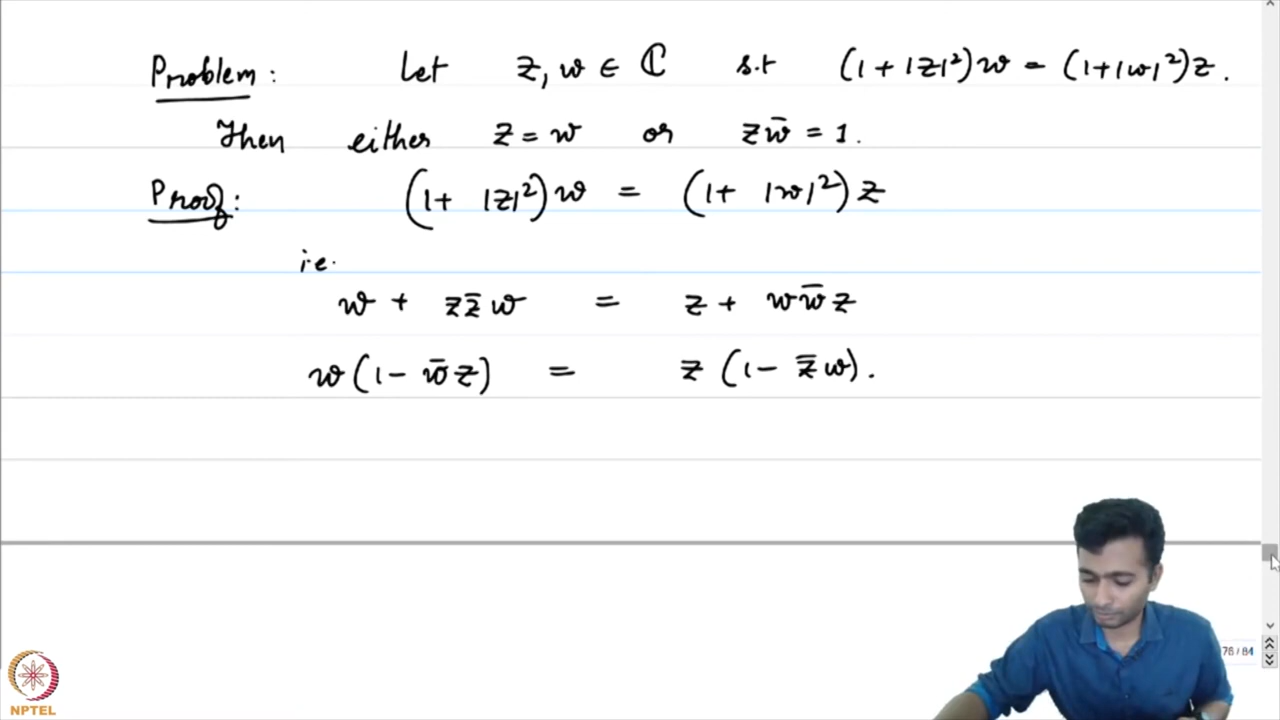 Problem: Let z, w ∈ ℂ s.t (1+|z|²)w = (1+|w|²)z.
Then either z = w or zw̄ = 1.
Proof: (1+ |z|²)w = (1+ |w|²)z
i.e.
w + zz̄w = z + ww̄z
w(1- w̄z) = z(1- z̄w).
76 / 84
NPTEL